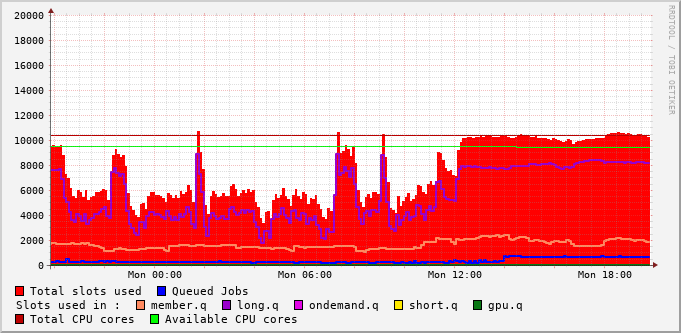 20000
18000
16000
14000
12000
10000
8000
6000
4000
2000
0
Mon 00:00 Mon 06:00 Mon 12:00 Mon 18:00
RRDTOOL / TOBI OETIKER
Total slots used Queued Jobs
Slots used in : member.q long.q ondemand.q short.q gpu.q
Total CPU cores Available CPU cores